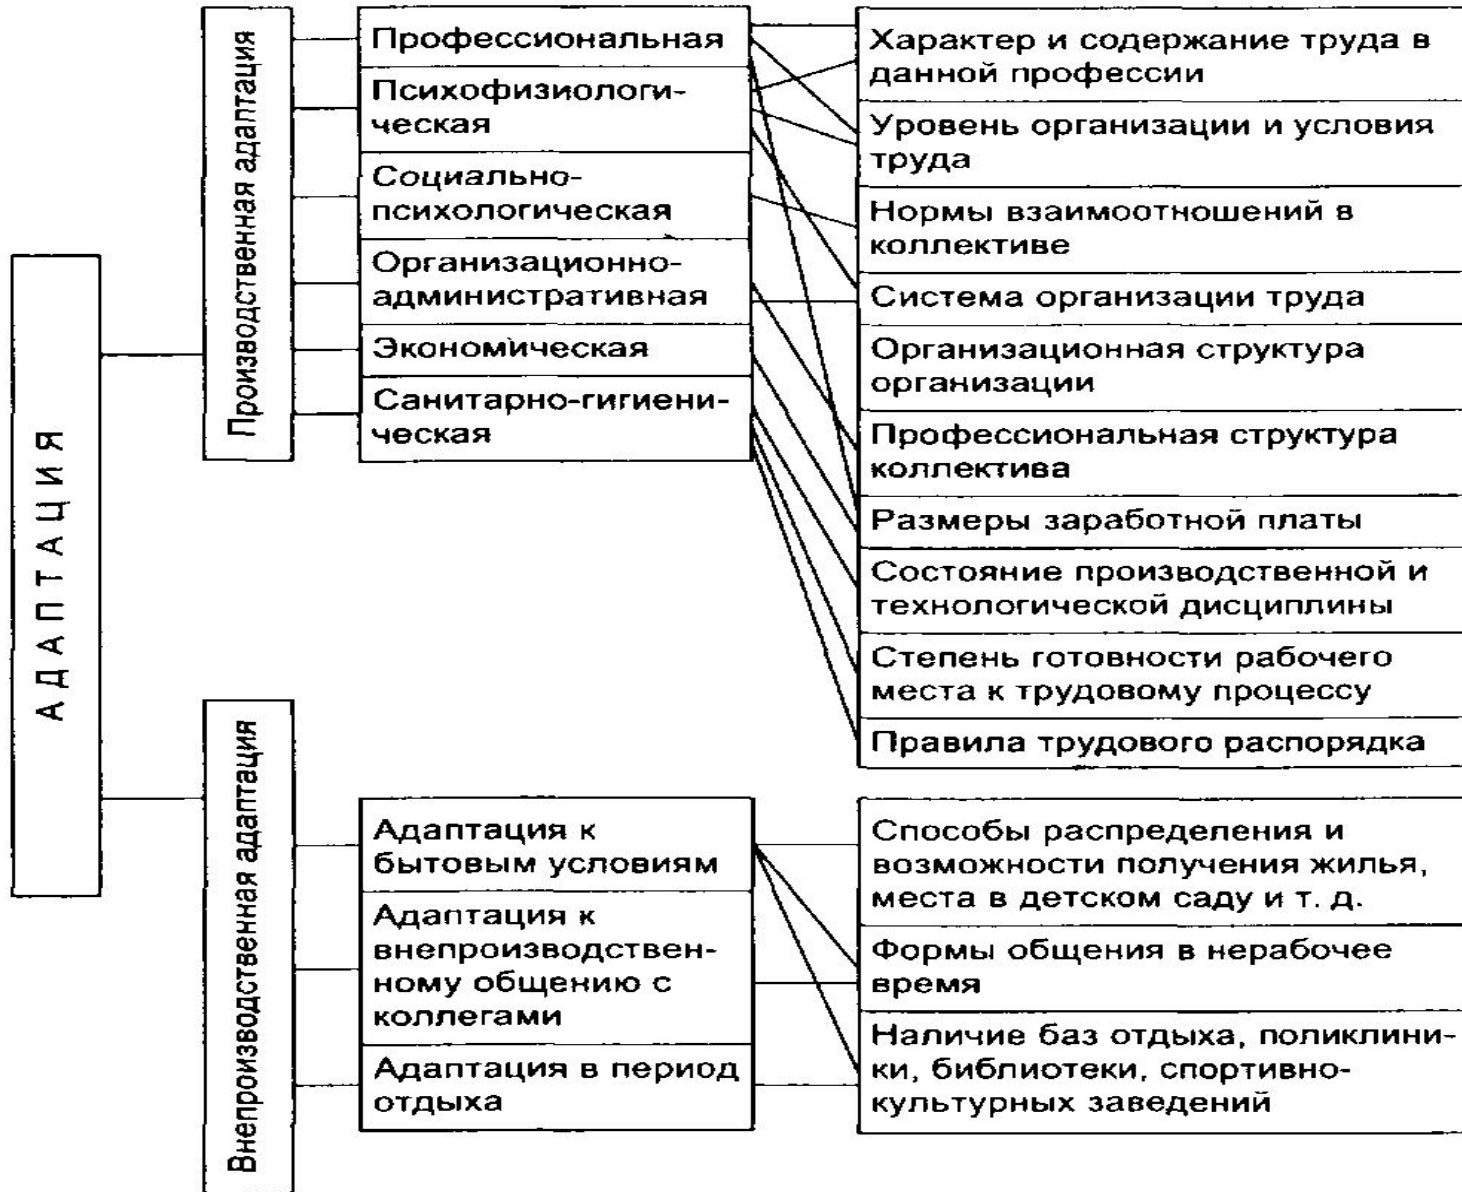 АДАПТАЦИЯ
Производственная адаптация
Профессиональная
Психофизиологи-
ческая
Социально-
психологическая
Организационно-
административная
Экономическая
Санитарно-гигиени-
ческая
Характер и содержание труда в
данной профессии
Уровень организации и условия
труда
Нормы взаимоотношений в
коллективе
Система организации труда
Организационная структура
организации
Профессиональная структура
коллектива
Размеры заработной платы
Состояние производственной и
технологической дисциплины
Степень готовности рабочего
места к трудовому процессу
Правила трудового распорядка
Внепроизводственная адаптация
Адаптация к
бытовым условиям
Адаптация к
внепроизводствен-
ному общению с
коллегами
Адаптация в период
отдыха
Способы распределения и
возможности получения жилья,
места в детском саду и т. д.
Формы общения в нерабочее
время
Наличие баз отдыха, поликлини-
ки, библиотеки, спортивно-
культурных заведений